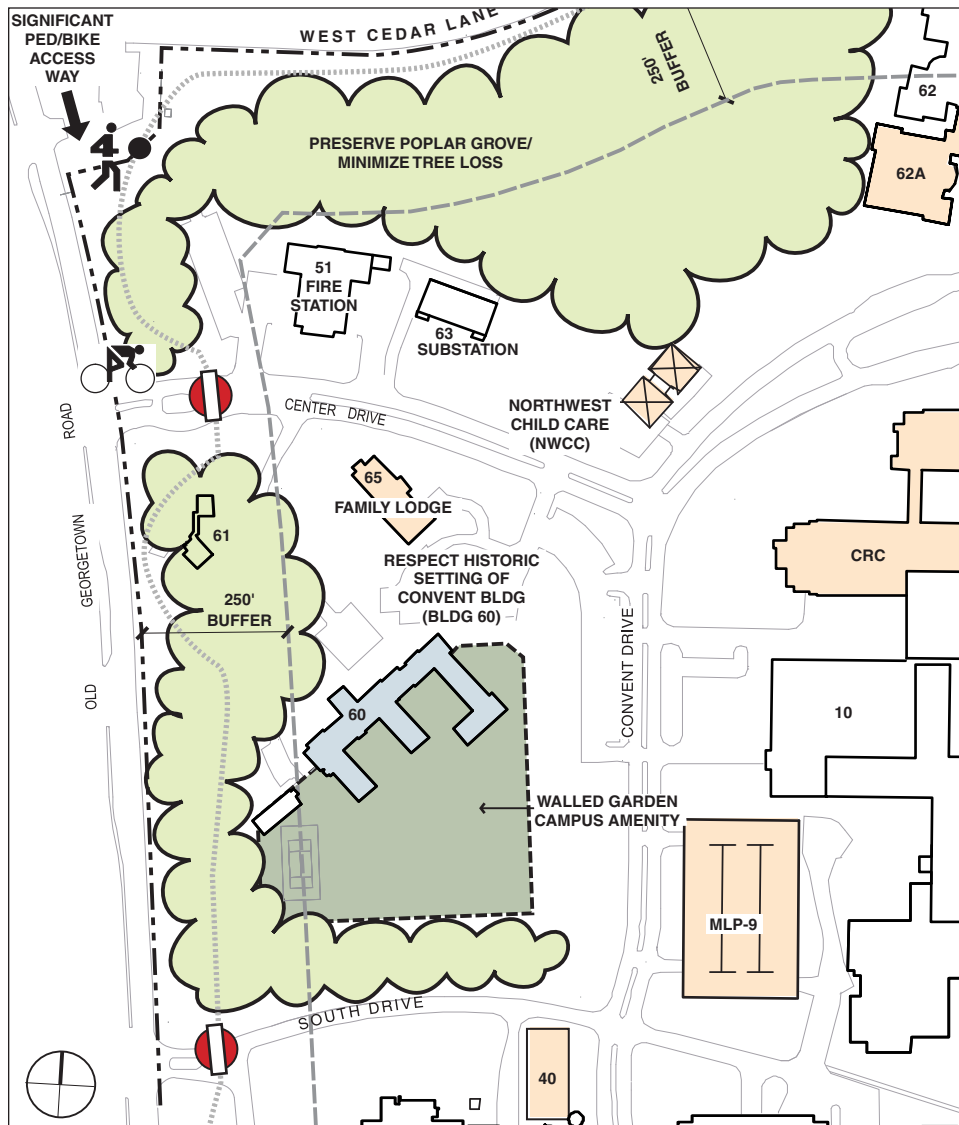 SIGNIFICANT
PED/BIKE
ACCESS
WAY
WEST CEDAR LANE
250'
BUFFER
62
4
PRESERVE POPLAR GROVE/
MINIMIZE TREE LOSS
62A
51
FIRE
STATION
63
SUBSTATION
CENTER DRIVE
NORTHWEST
CHILD CARE
(NWCC)
OLD GEORGETOWN ROAD
65
FAMILY LODGE
61
CRC
RESPECT HISTORIC
SETTING OF
CONVENT BLDG
(BLDG 60)
250'
BUFFER
CONVENT DRIVE
60
10
WALLED GARDEN
CAMPUS AMENITY
MLP-9
SOUTH DRIVE
40